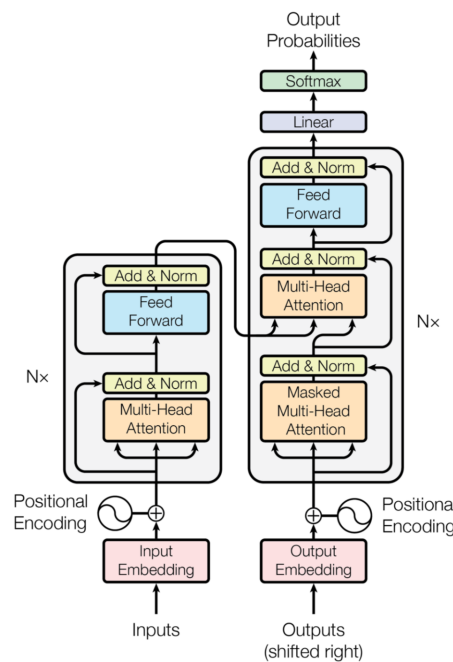 Output
Probabilities
Softmax
Linear
Add & Norm
Feed
Forward
Add & Norm
Multi-Head
Attention
Add & Norm
Masked
Multi-Head
Attention
N×
Add & Norm
Feed
Forward
Add & Norm
Multi-Head
Attention
N×
Positional
Encoding
Positional
Encoding
Input
Embedding
Output
Embedding
Inputs
Outputs
(shifted right)